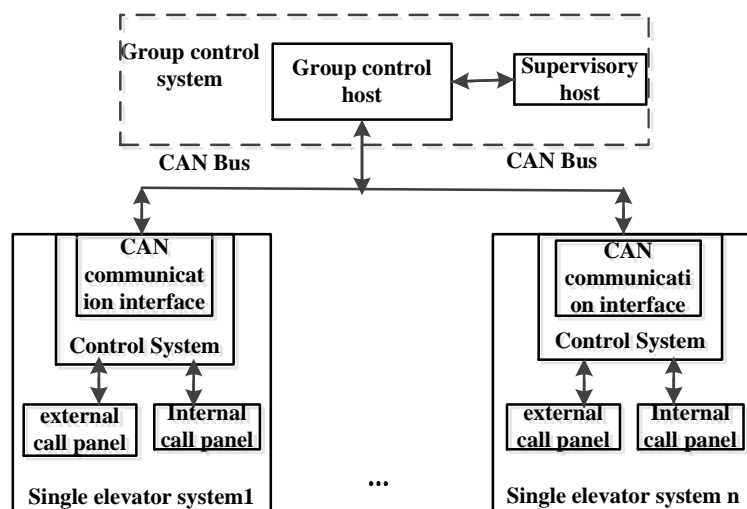 Group control
system
Group control
host
Supervisory
host
CAN Bus
CAN Bus
CAN
communicat
ion interface
Control System
external
call panel
Internal
call panel
Single elevator system1
...
CAN
communicati
on interface
Control System
external
call panel
Internal
call panel
Single elevator system n